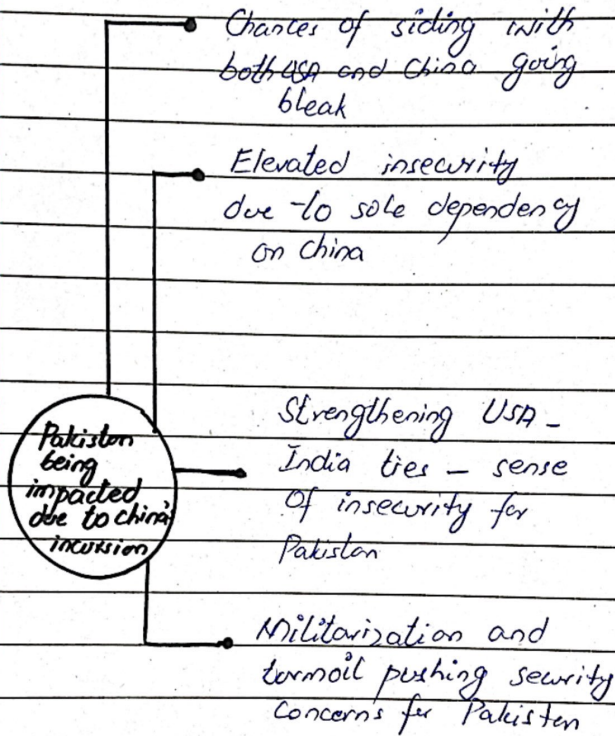 Chances of siding with
both USA and China going
bleak
Elevated insecurity
due to sole dependency
on China
Strengthening USA -
India ties - sense
of insecurity for
Pakistan
Pakistan
being
impacted
due to China's
incursion
Militarization and
turmoil pushing security
concerns for Pakistan